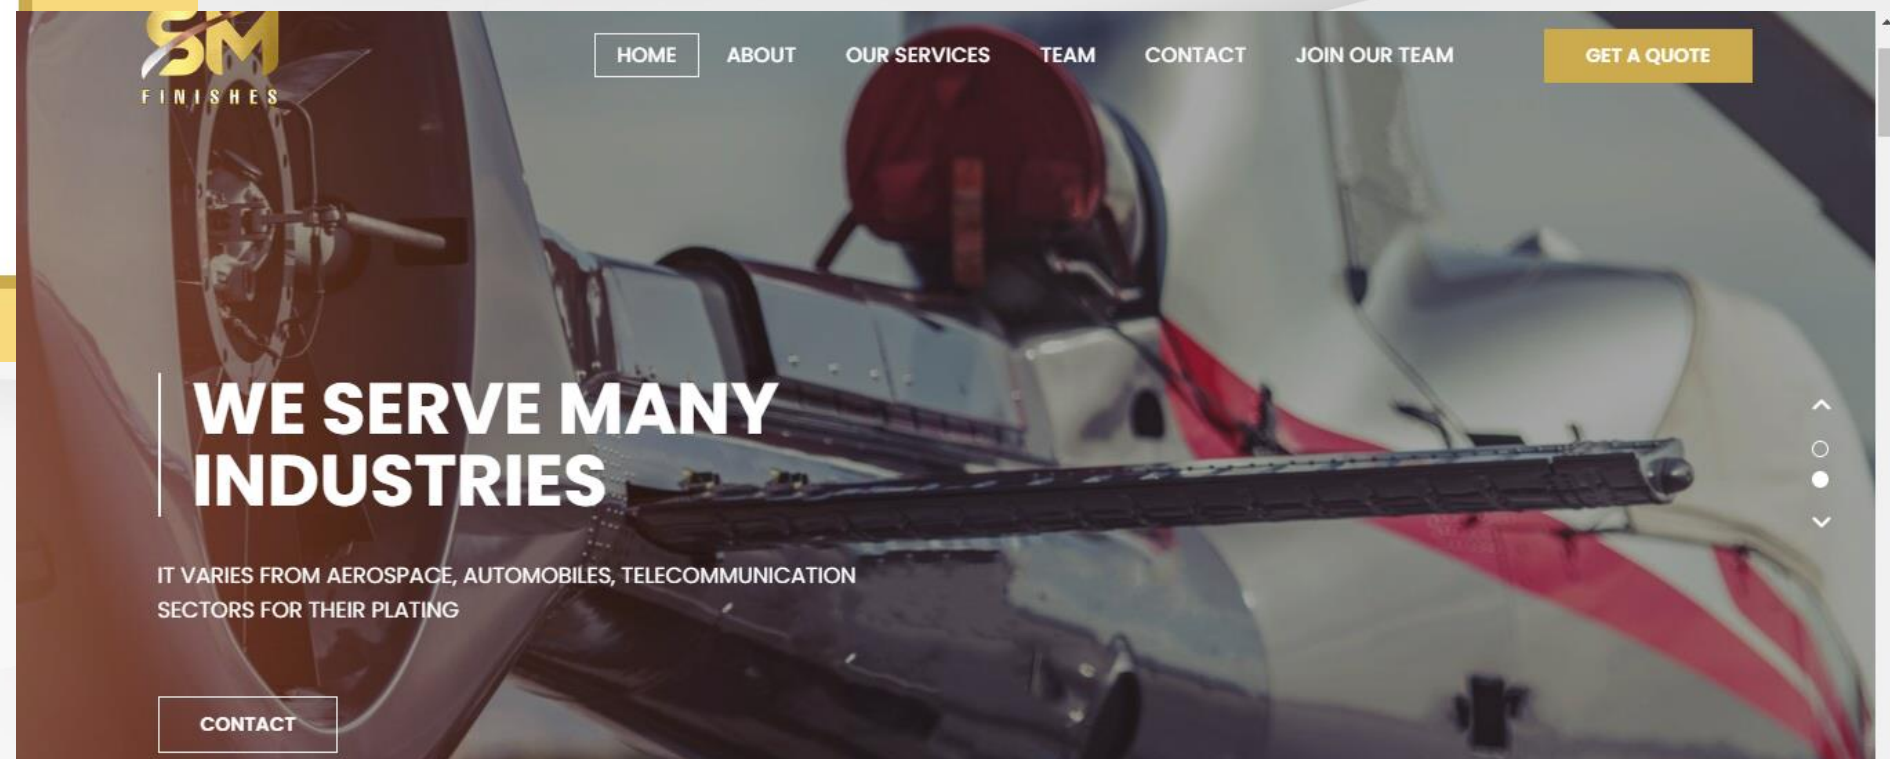 SM
FINISHES
HOME ABOUT OUR SERVICES TEAM CONTACT JOIN OUR TEAM GET A QUOTE
WE SERVE MANY
INDUSTRIES
IT VARIES FROM AEROSPACE, AUTOMOBILES, TELECOMMUNICATION
SECTORS FOR THEIR PLATING
CONTACT